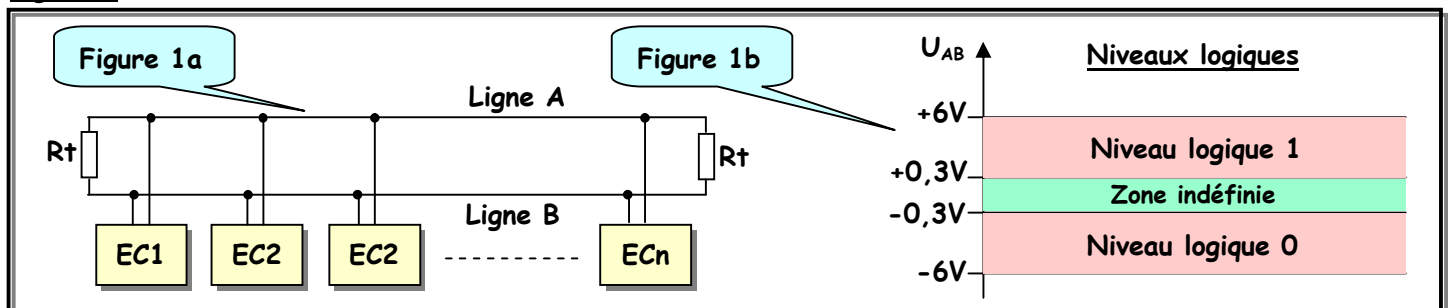 Figure 1a
Figure 1b
U_AB
Niveaux logiques
Ligne A
+6V
Rt
Rt
Niveau logique 1
+0,3V
Zone indéfinie
-0,3V
Ligne B
EC1
EC2
EC2
ECn
Niveau logique 0
-6V